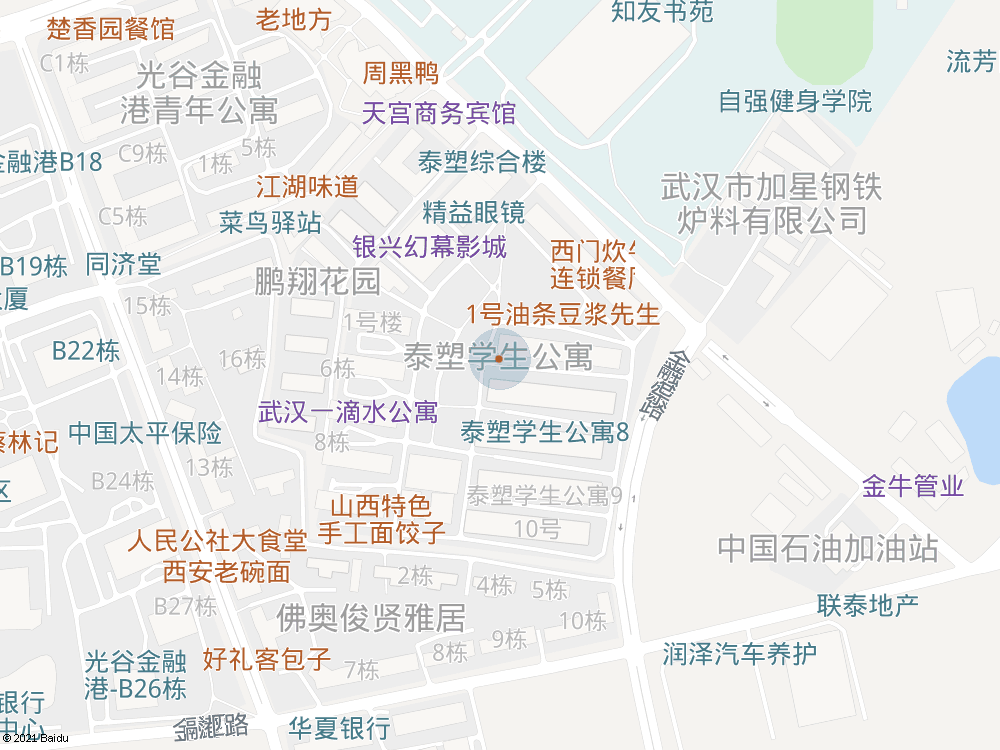 楚香园餐馆
老地方
知友书苑
C1栋
光谷金融
港青年公寓
周黑鸭
流芳
天宫商务宾馆
自强健身学院
C9栋
5栋
1栋
金融港B18
泰塑综合楼
江湖味道
武汉市加星钢铁
炉料有限公司
C5栋
菜鸟驿站
精益眼镜
银兴幻幕影城
西门炊
连锁餐
B19栋
同济堂
鹏翔花园
大厦
15栋
1号油条豆浆先生
1号楼
B22栋
16栋
6栋
泰塑学生公寓
14栋
金融港路
武汉一滴水公寓
蔡林记
中国太平保险
8栋
泰塑学生公寓8
13栋
B24栋
区
泰塑学生公寓9
金牛管业
山西特色
手工面饺子
10号
人民公社大食堂
中国石油加油站
西安老碗面
2栋
4栋
5栋
B27栋
佛奥俊贤雅居
10栋
联泰地产
9栋
8栋
光谷金融
港-B26栋
好礼客包子
7栋
润泽汽车养护
银行
中心
华夏银行
© 2021 Baidu